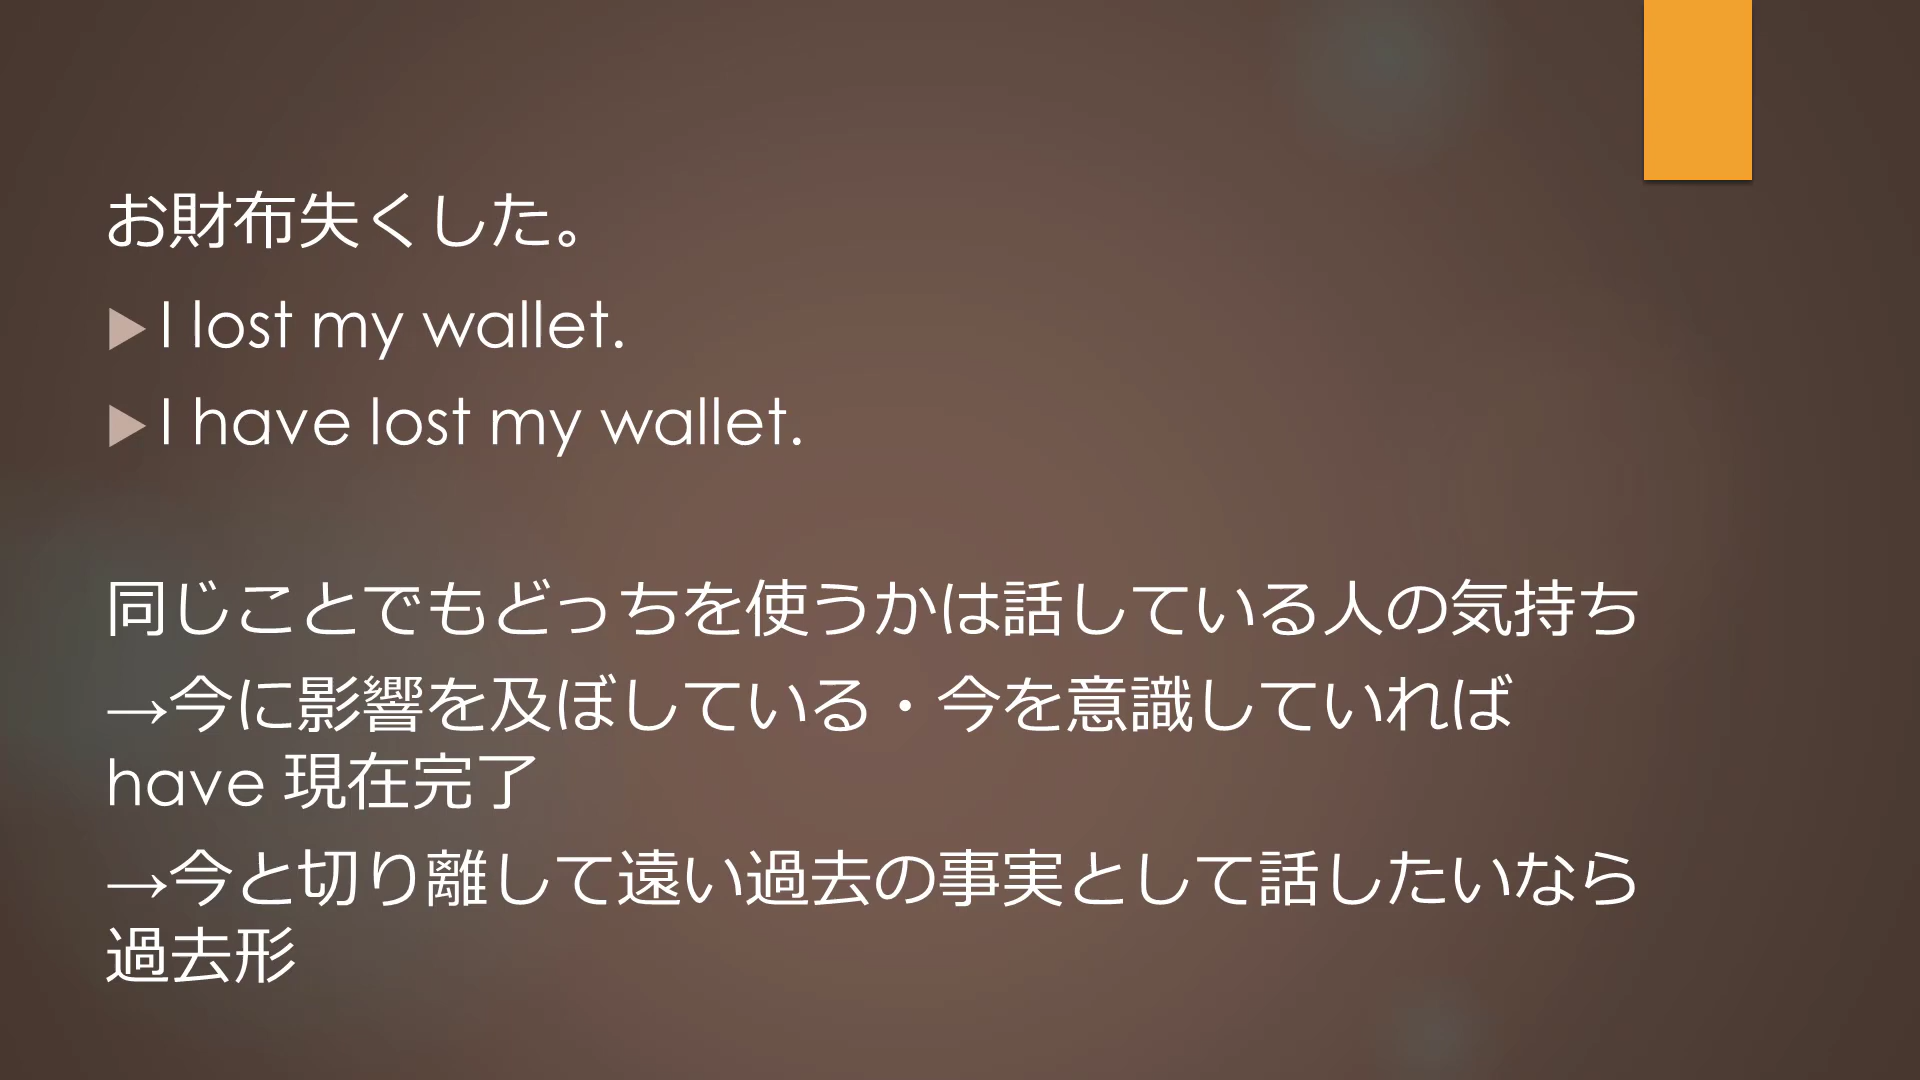 お財布失くした。
I lost my wallet.
I have lost my wallet.
同じことでもどっちを使うかは話している人の気持ち
→今に影響を及ぼしている・今を意識していれば
have 現在完了
→今と切り離して遠い過去の事実として話したいなら
過去形